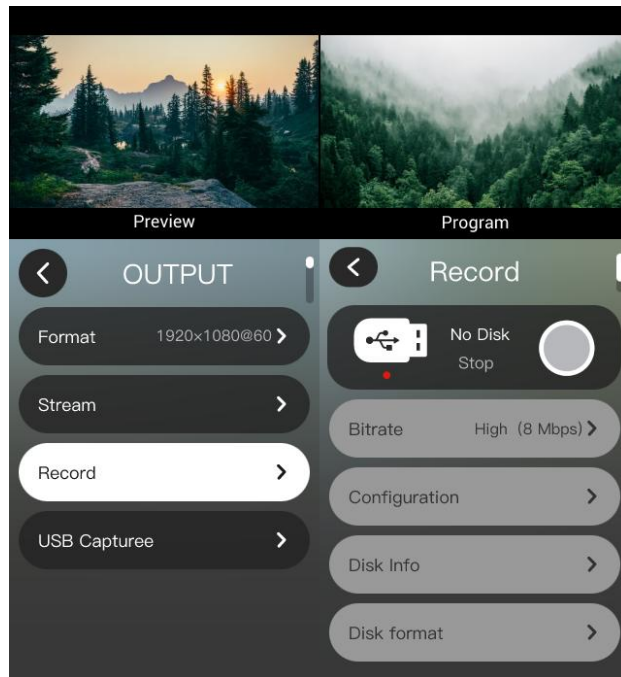 Preview
Program
OUTPUT
Format 1920×1080@60
Stream
Record
USB Capturee
Record
No Disk
Stop
Bitrate High (8 Mbps)
Configuration
Disk Info
Disk format